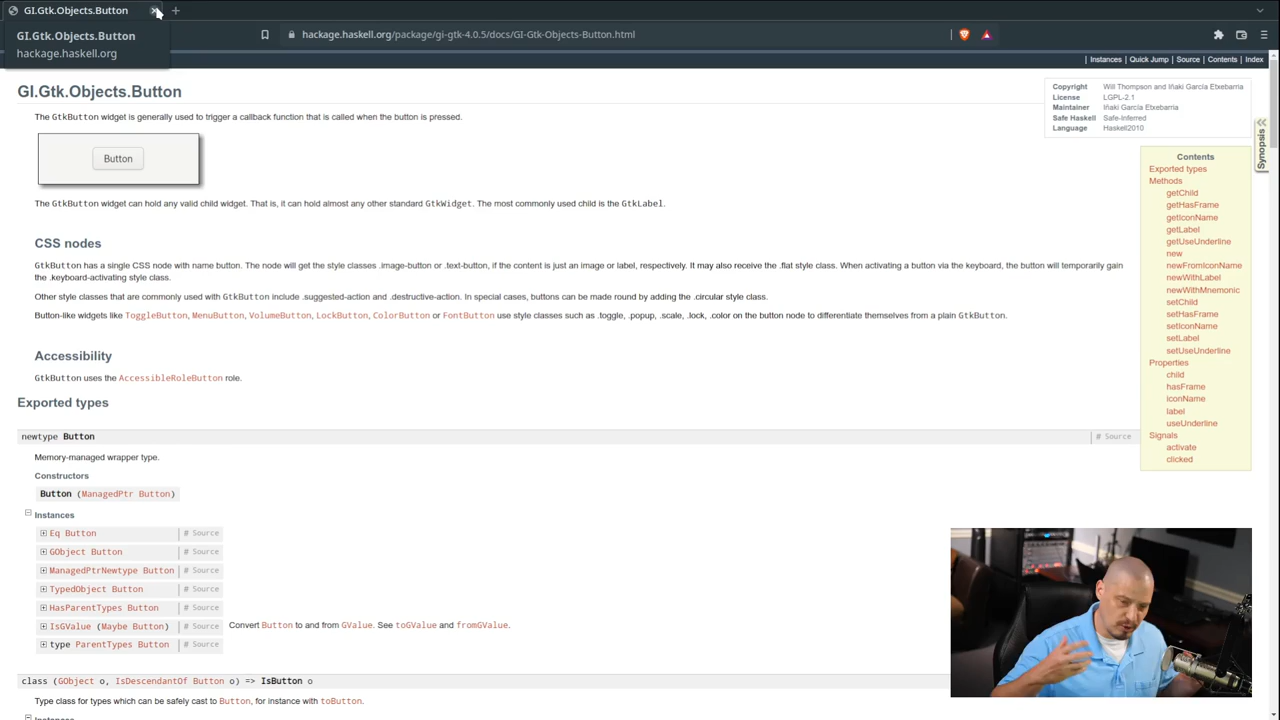 GI.Gtk.Objects.Button
GI.Gtk.Objects.Button
hackage.haskell.org
hackage.haskell.org/package/gi-gtk-4.0.5/docs/GI-Gtk-Objects-Button.html
| Instances | Quick Jump | Source | Contents | Index
GI.Gtk.Objects.Button
Copyright Will Thompson and Iñaki García Etxebarria
License LGPL-2.1
Maintainer Iñaki García Etxebarria
Safe Haskell Safe-Inferred
Language Haskell2010
Synopsis
The GtkButton widget is generally used to trigger a callback function that is called when the button is pressed.
Button
The GtkButton widget can hold any valid child widget. That is, it can hold almost any other standard GtkWidget. The most commonly used child is the GtkLabel.
CSS nodes
GtkButton has a single CSS node with name button. The node will get the style classes .image-button or .text-button, if the content is just an image or label, respectively. It may also receive the .flat style class. When activating a button via the keyboard, the button will temporarily gain
the .keyboard-activating style class.
Other style classes that are commonly used with GtkButton include .suggested-action and .destructive-action. In special cases, buttons can be made round by adding the .circular style class.
Button-like widgets like ToggleButton, MenuButton, VolumeButton, LockButton, ColorButton or FontButton use style classes such as .toggle, .popup, .scale, .lock, .color on the button node to differentiate themselves from a plain GtkButton.
Accessibility
GtkButton uses the AccessibleRoleButton role.
Exported types
newtype Button # Source
Memory-managed wrapper type.
Constructors
Button (ManagedPtr Button)
Instances
Eq Button # Source
GObject Button # Source
ManagedPtrNewtype Button # Source
TypedObject Button # Source
HasParentTypes Button # Source
IsGValue (Maybe Button) # Source Convert Button to and from GValue. See toGValue and fromGValue.
type ParentTypes Button # Source
class (GObject o, IsDescendantOf Button o) => IsButton o
Type class for types which can be safely cast to Button, for instance with toButton.
Instances
Contents
Exported types
Methods
getChild
getHasFrame
getIconName
getLabel
getUseUnderline
new
newFromIconName
newWithLabel
newWithMnemonic
setChild
setHasFrame
setIconName
setLabel
setUseUnderline
Properties
child
hasFrame
iconName
label
useUnderline
Signals
activate
clicked